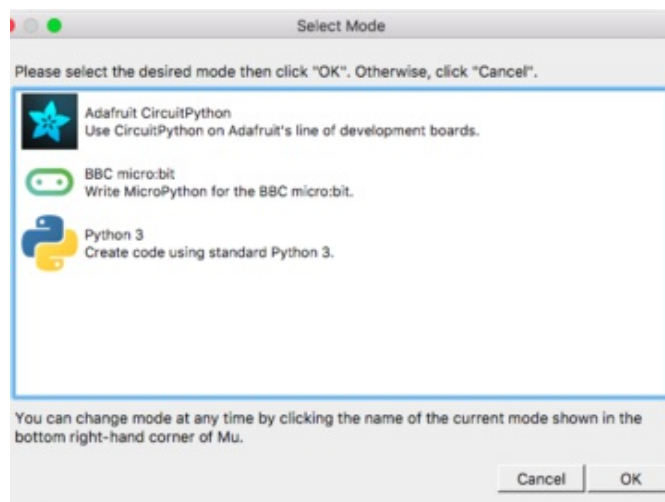 Select Mode
Please select the desired mode then click "OK". Otherwise, click "Cancel".
Adafruit CircuitPython
Use CircuitPython on Adafruit's line of development boards.
BBC micro:bit
Write MicroPython for the BBC micro:bit.
Python 3
Create code using standard Python 3.
You can change mode at any time by clicking the name of the current mode shown in the
bottom right-hand corner of Mu.
Cancel OK